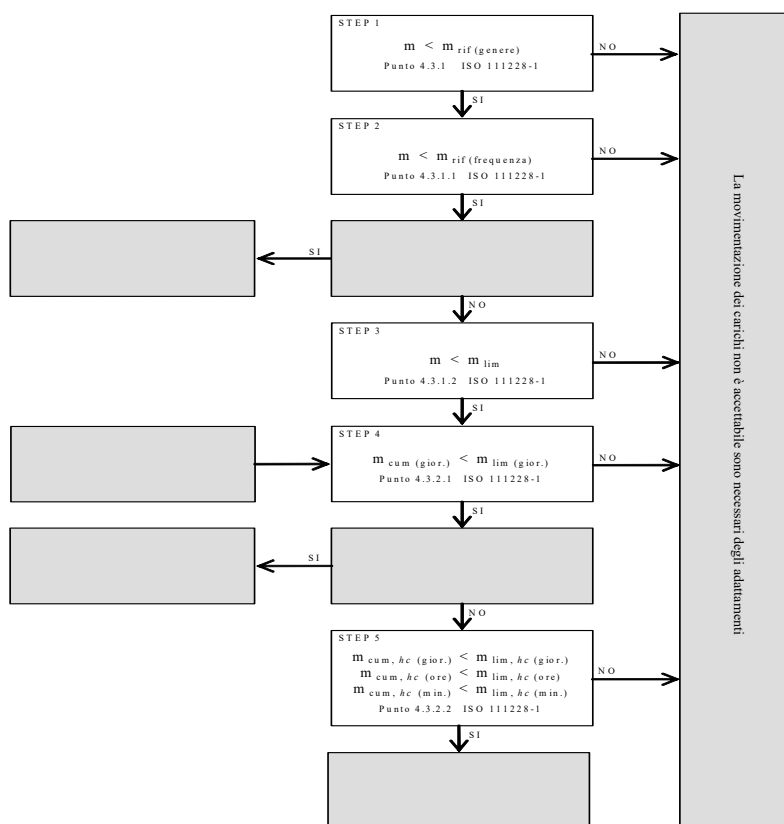 STEP 1
m < m rif (genere)
Punto 4.3.1 ISO 111228-1
NO
SI
STEP 2
m < m rif (frequenza)
Punto 4.3.1.1 ISO 111228-1
NO
SI
SI
NO
STEP 3
m < m lim
Punto 4.3.1.2 ISO 111228-1
NO
SI
STEP 4
m cum (gior.) < m lim (gior.)
Punto 4.3.2.1 ISO 111228-1
NO
SI
SI
NO
STEP 5
m cum, hc (gior.) < m lim, hc (gior.)
m cum, hc (ore) < m lim, hc (ore)
m cum, hc (min.) < m lim, hc (min.)
Punto 4.3.2.2 ISO 111228-1
NO
SI
La movimentazione dei carichi non è accettabile sono necessari degli adattamenti